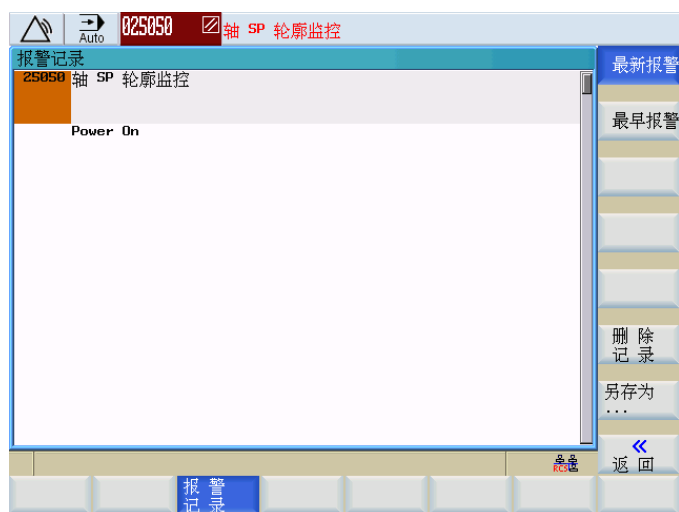 Auto
025050
轴 SP 轮廓监控
报警记录
25050 轴 SP 轮廓监控
Power On
最新报警
最早报警
删 除
记 录
另存为
...
«
返 回
RCS
报 警
记 录